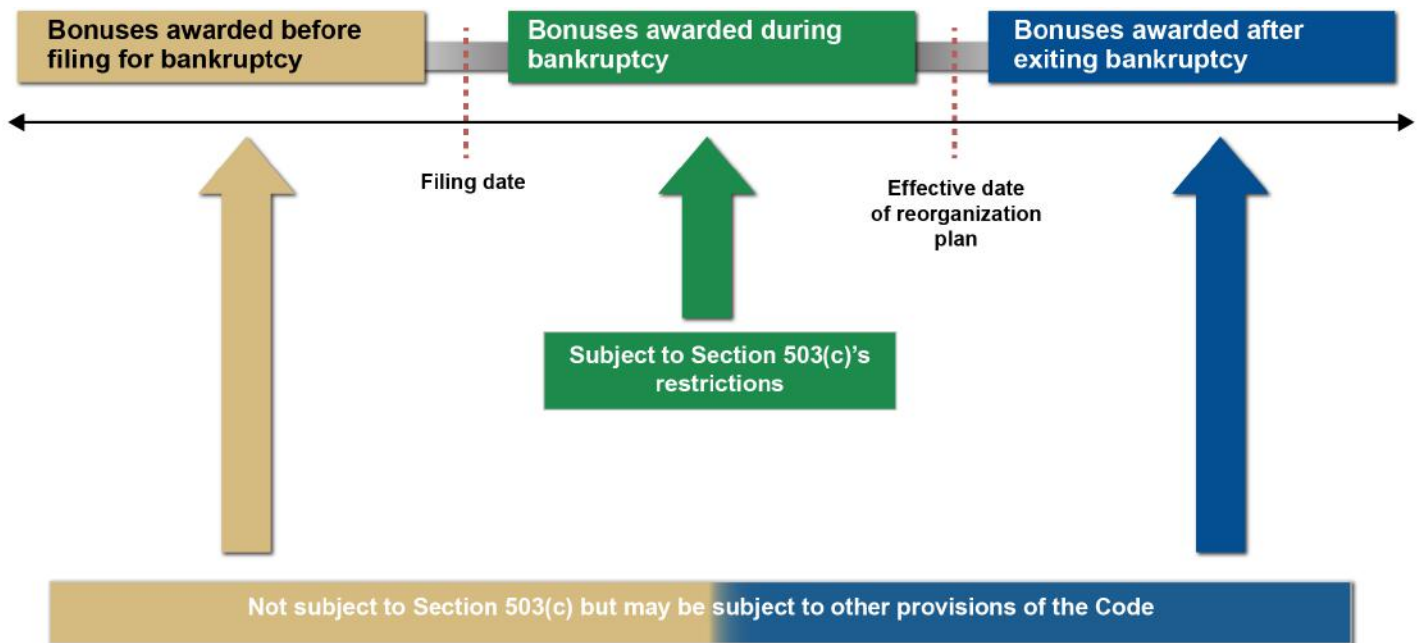 Bonuses awarded before
filing for bankruptcy
Bonuses awarded during
bankruptcy
Bonuses awarded after
exiting bankruptcy
Filing date
Effective date
of reorganization
plan
Subject to Section 503(c)’s
restrictions
Not subject to Section 503(c) but may be subject to other provisions of the Code